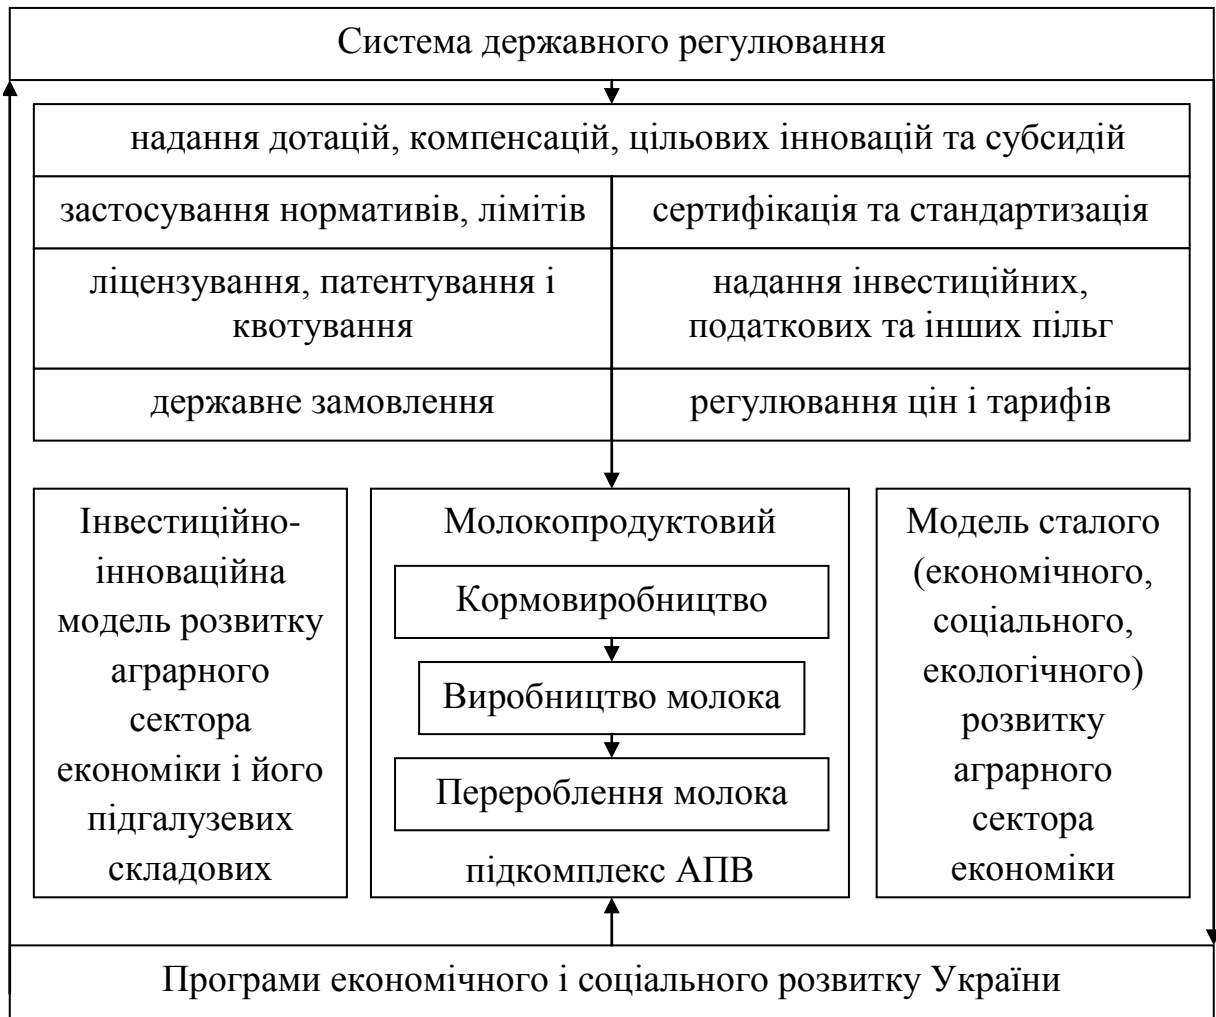 Система державного регулювання
надання дотацій, компенсацій, цільових інновацій та субсидій
застосування нормативів, лімітів
сертифікація та стандартизація
ліцензування, патентування і
квотування
надання інвестиційних,
податкових та інших пільг
державне замовлення
регулювання цін і тарифів
Інвестиційно-
інноваційна
модель розвитку
аграрного
сектора
економіки і його
підгалузевих
складових
Молокопродуктовий
Кормовиробництво
Виробництво молока
Перероблення молока
підкомплекс АПВ
Модель сталого
(економічного,
соціального,
екологічного)
розвитку
аграрного
сектора
економіки
Програми економічного і соціального розвитку України